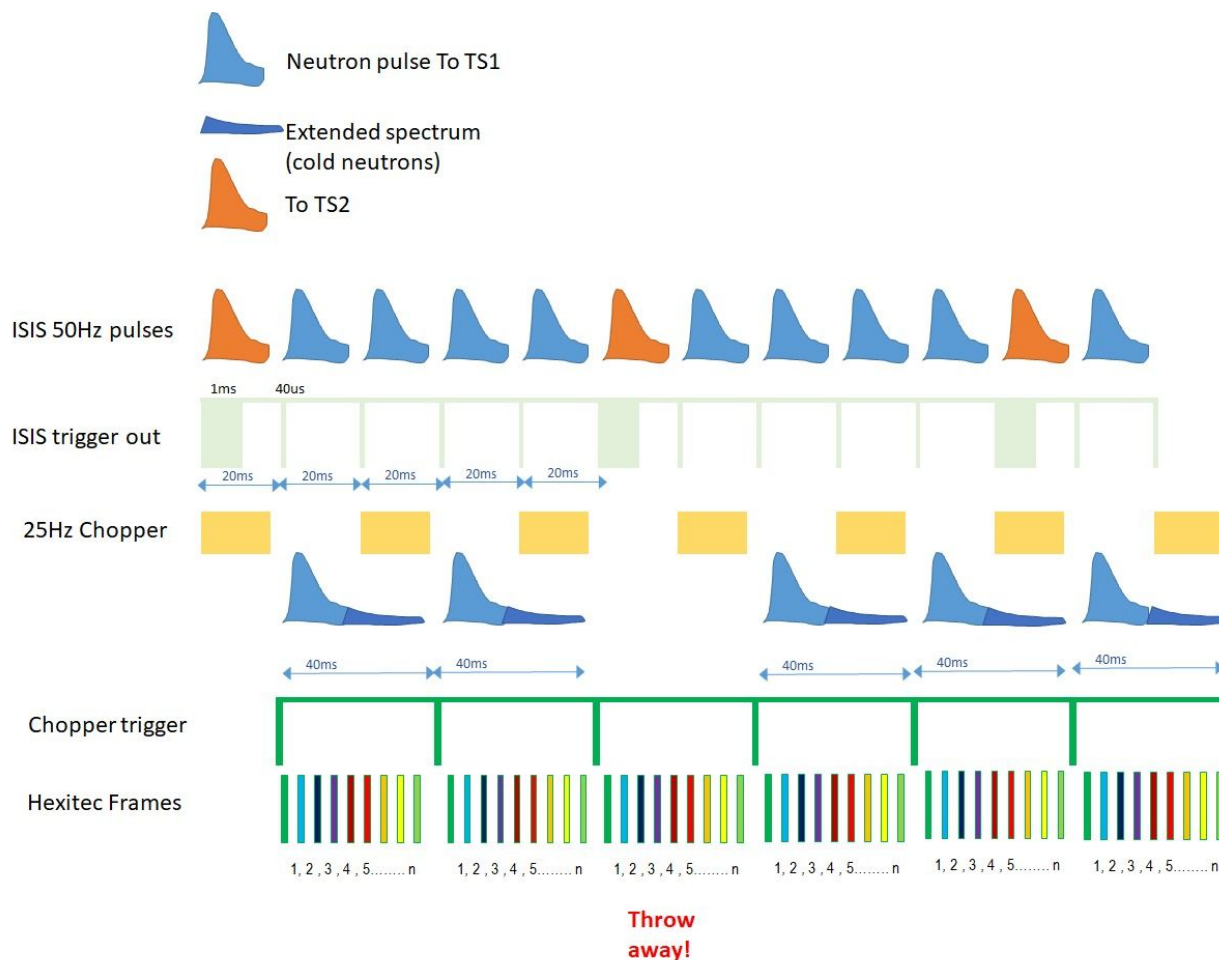 Neutron pulse To TS1
Extended spectrum
(cold neutrons)
To TS2
ISIS 50Hz pulses
1ms 40us
ISIS trigger out
20ms 20ms 20ms 20ms 20ms
25Hz Chopper
40ms 40ms 40ms 40ms 40ms
Chopper trigger
Hexitec Frames
1, 2 , 3 , 4 , 5........ n 1, 2 , 3 , 4 , 5........ n 1, 2 , 3 , 4 , 5........ n 1, 2 , 3 , 4 , 5........ n 1, 2 , 3 , 4 , 5........ n 1, 2 , 3 , 4 , 5........ n
Throw
away!